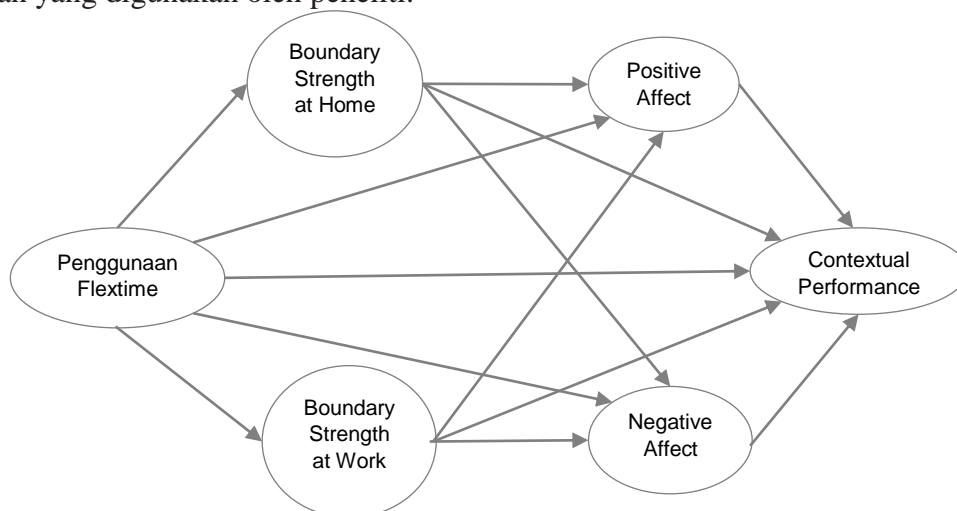 an yang digunakan oleh peneliti.
Boundary
Strength
at Home
Positive
Affect
Penggunaan
Flextime
Contextual
Performance
Boundary
Strength
at Work
Negative
Affect